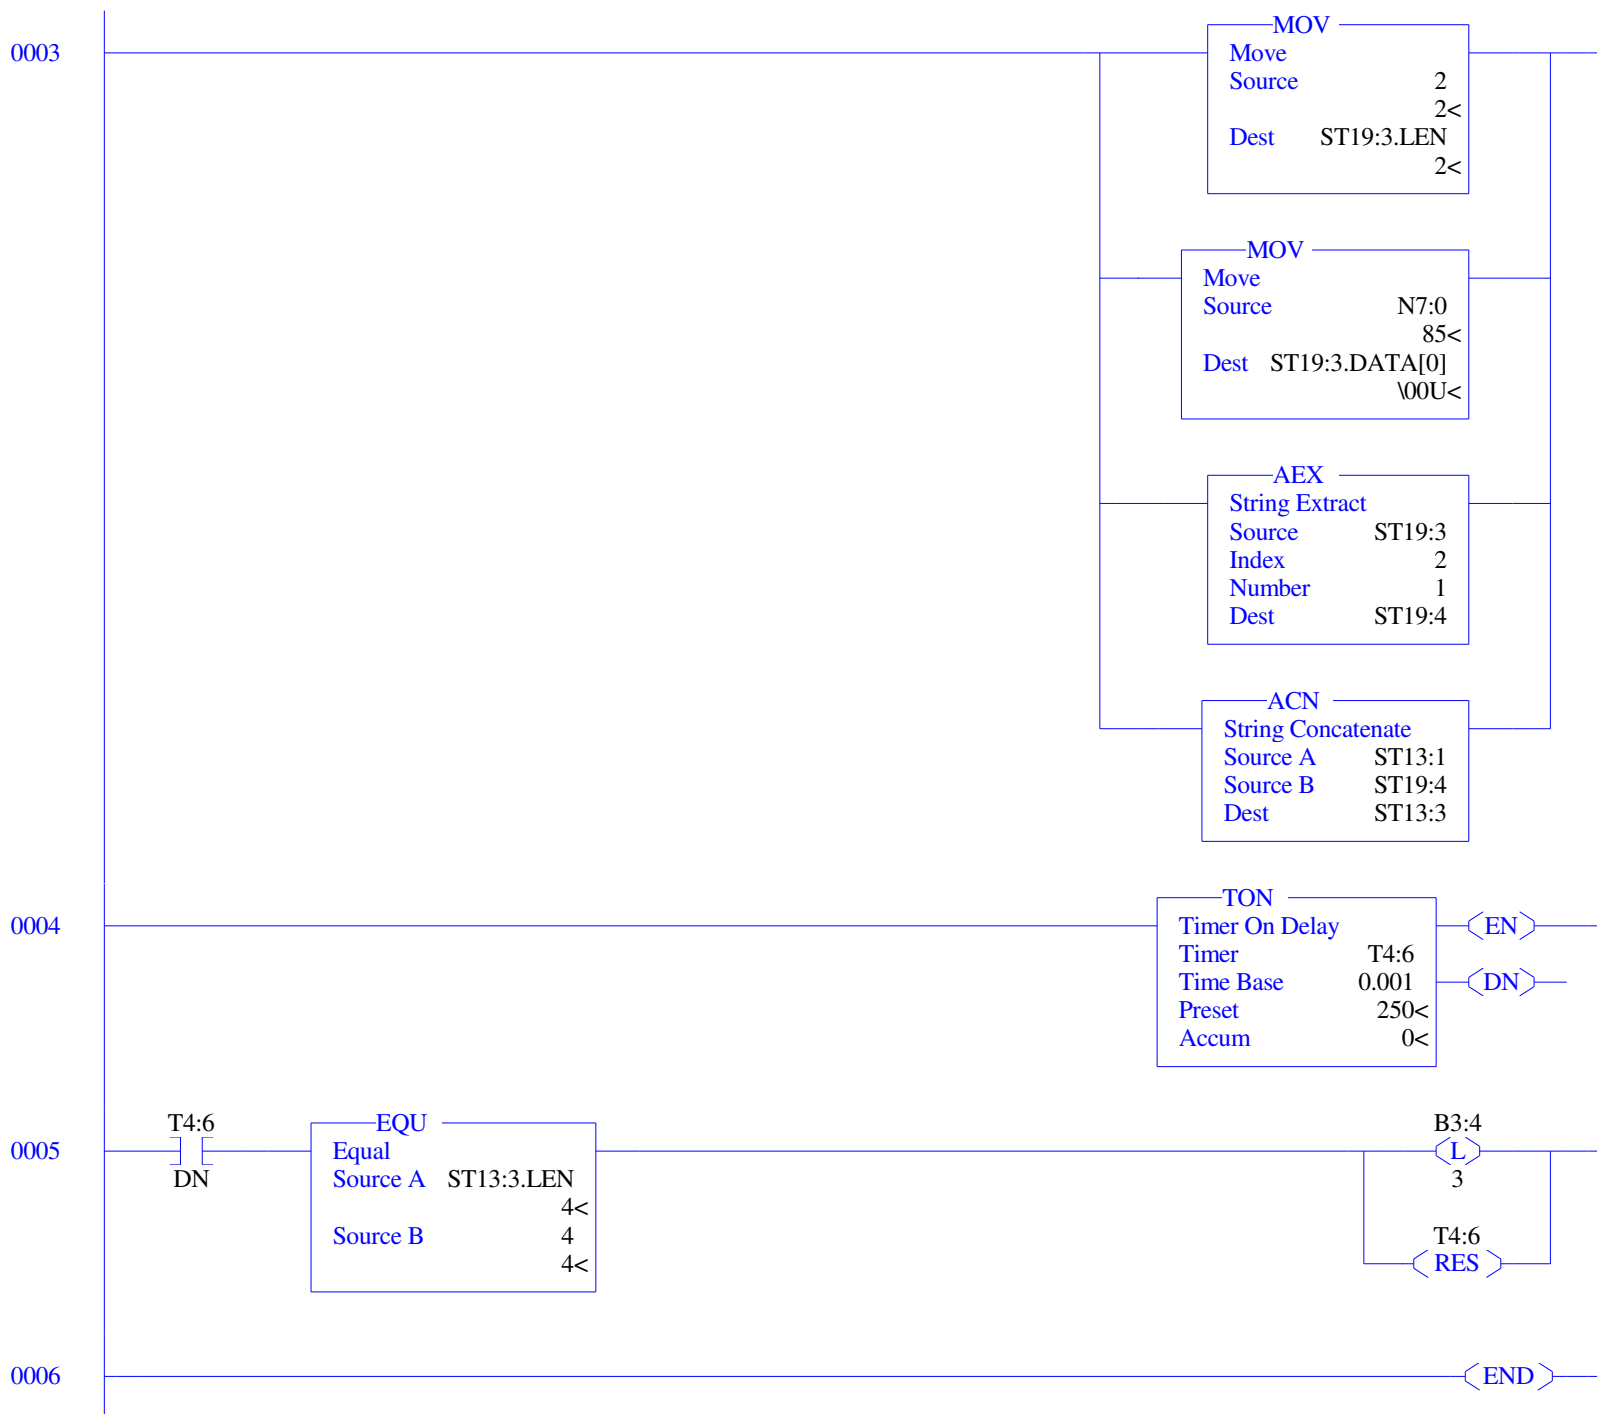 0003
MOV
Move
Source 2
2<
Dest ST19:3.LEN
2<
MOV
Move
Source N7:0
85<
Dest ST19:3.DATA[0]
\00U<
AEX
String Extract
Source ST19:3
Index 2
Number 1
Dest ST19:4
ACN
String Concatenate
Source A ST13:1
Source B ST19:4
Dest ST13:3
0004
TON
Timer On Delay
Timer T4:6
Time Base 0.001
Preset 250<
Accum 0<
EN
DN
0005
T4:6
DN
EQU
Equal
Source A ST13:3.LEN
4<
Source B 4
4<
B3:4
L
3
T4:6
RES
0006
END